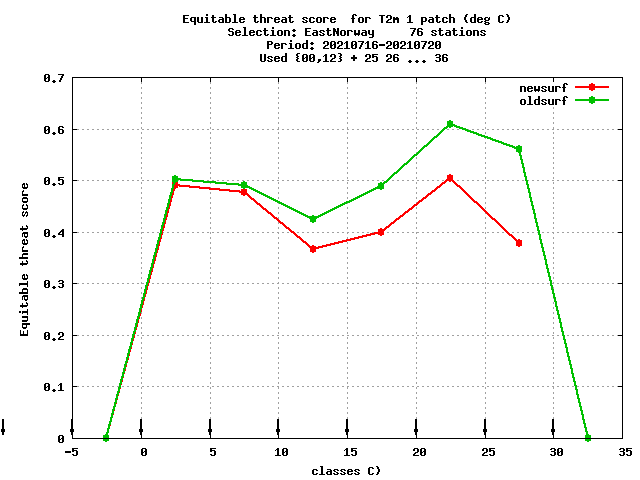 Equitable threat score  for T2m 1 patch (deg C)
Selection: EastNorway     76 stations
Period: 20210716-20210720
Used {00,12} + 25 26 ... 36
newsurf
oldsurf
0.7
0.6
0.5
0.4
0.3
0.2
0.1
0
Equitable threat score
-5 0 5 10 15 20 25 30 35
classes C)